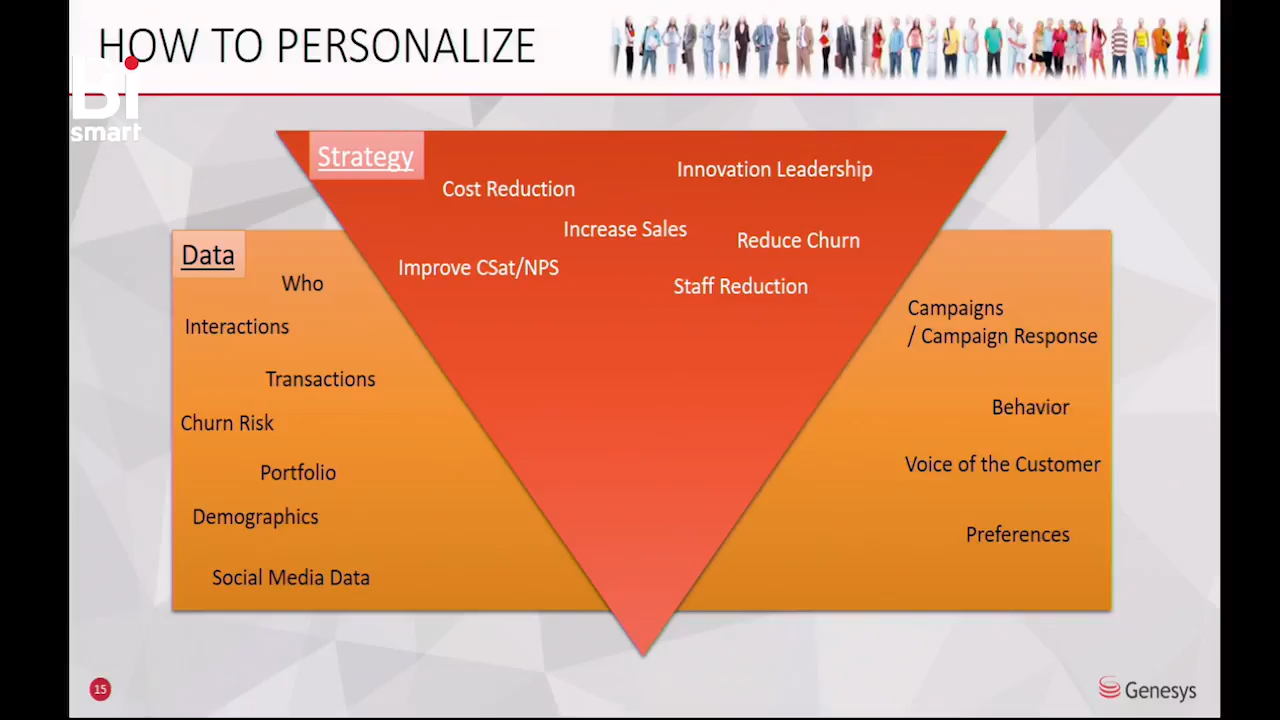 HOW TO PERSONALIZE
Bi
smart
Strategy
Cost Reduction
Innovation Leadership
Increase Sales
Reduce Churn
Improve CSat/NPS
Staff Reduction
Data
Who
Interactions
Transactions
Churn Risk
Portfolio
Demographics
Social Media Data
Campaigns
/ Campaign Response
Behavior
Voice of the Customer
Preferences
15
Genesys